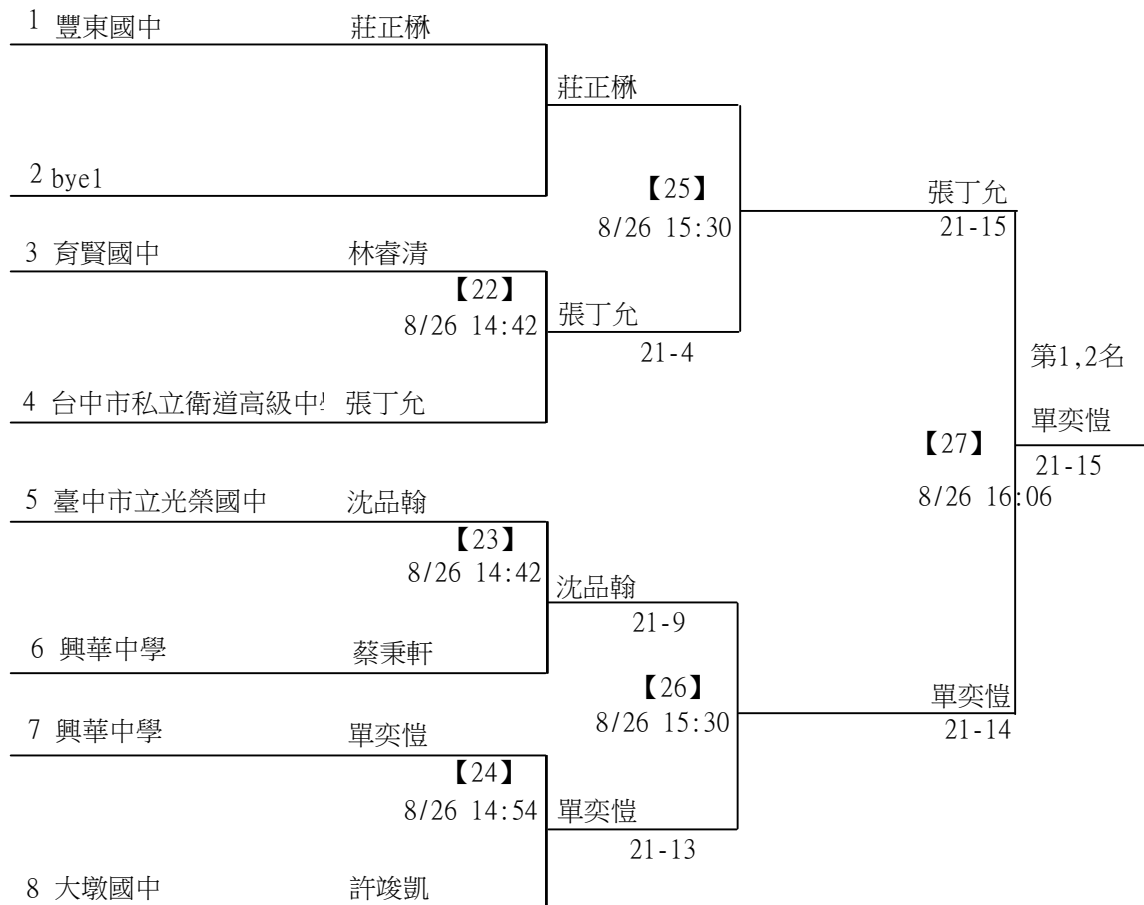 1 豐東國中 莊正楙
莊正楙
2 bye1
【25】
8/26 15:30
張丁允
21-15
3 育賢國中 林睿清
【22】
8/26 14:42
張丁允
21-4
4 台中市私立衛道高級中 張丁允
第1,2名
單奕愷
【27】
21-15
8/26 16:06
5 臺中市立光榮國中 沈品翰
【23】
8/26 14:42
沈品翰
21-9
6 興華中學 蔡秉軒
【26】
8/26 15:30
單奕愷
21-14
7 興華中學 單奕愷
【24】
8/26 14:54
單奕愷
21-13
8 大墩國中 許竣凱